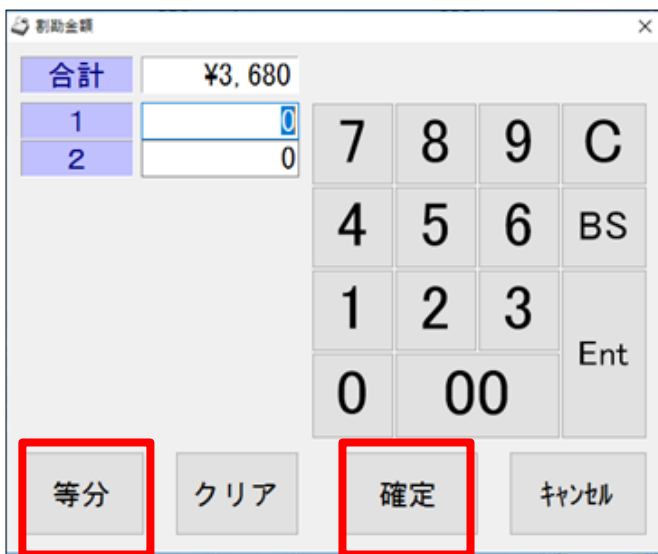 割勘金額
合計 ¥3,680
1 0
2 0
7 8 9 C
4 5 6 BS
1 2 3
Ent
0 00
等分 クリア 確定 ｷｬﾝｾﾙ